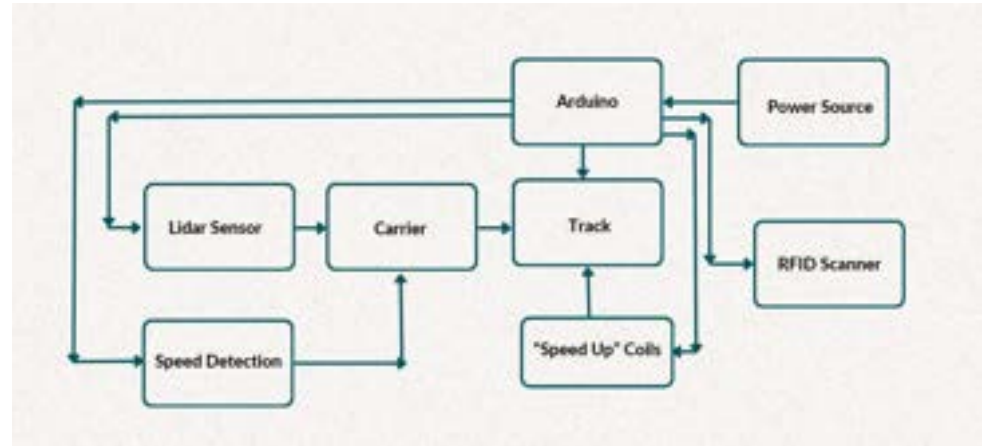 Arduino
Power Source
Lidar Sensor
Carrier
Track
RFID Scanner
Speed Detection
"Speed Up" Coils